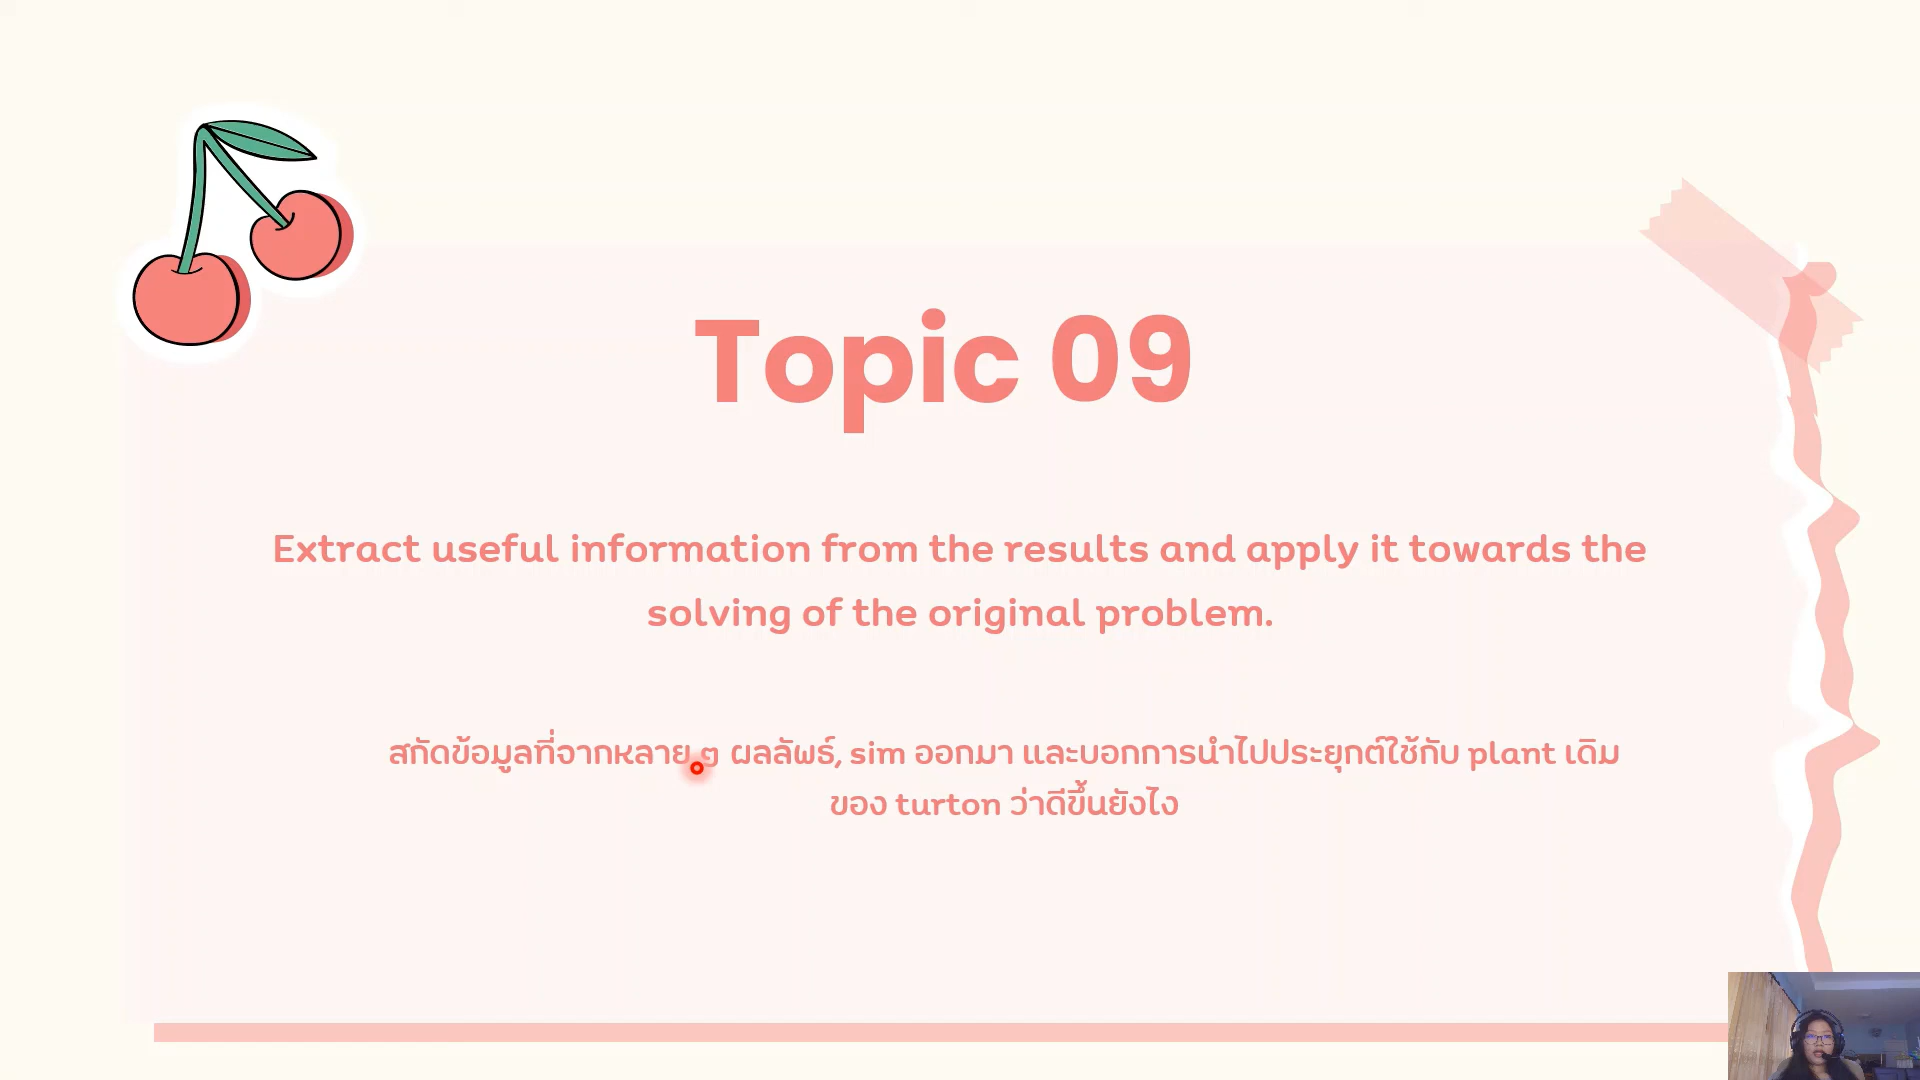 Topic 09
Extract useful information from the results and apply it towards the
solving of the original problem.
สกัดข้อมูลที่จากหลาย ๆ ผลลัพธ์, sim ออกมา และบอกการนำไปประยุกต์ใช้กับ plant เดิม
ของ turton ว่าดีขึ้นยังไง